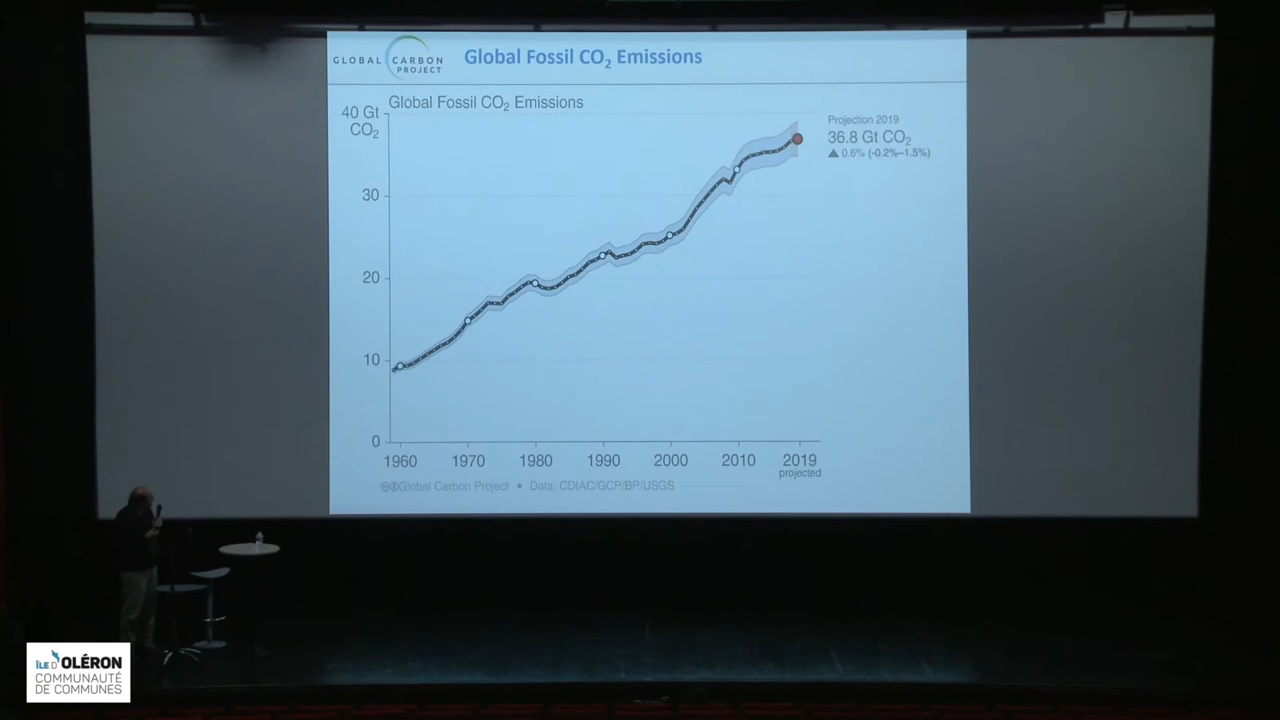 GLOBAL CARBON
PROJECT
Global Fossil CO₂ Emissions
Global Fossil CO₂ Emissions
40 Gt
CO₂
30
20
10
0
1960 1970 1980 1990 2000 2010 2019
projected
Projection 2019
36.8 Gt CO₂
▲ 0.6% (-0.2%–1.5%)
Global Carbon Project • Data: CDIAC/GCP/BP/USGS
ÎLE D'OLÉRON
COMMUNAUTÉ
DE COMMUNES